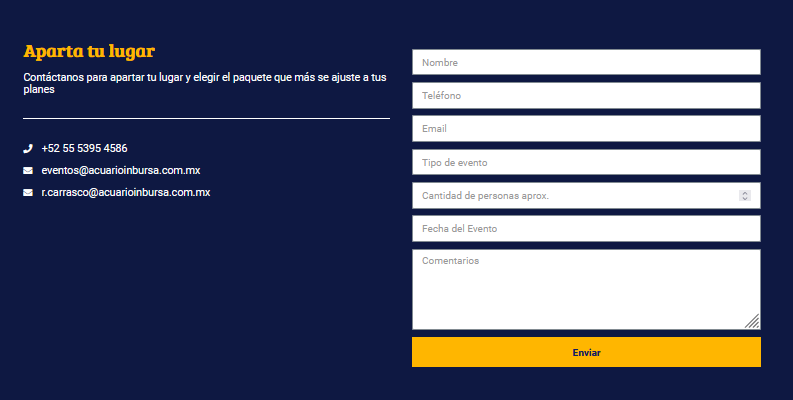 Aparta tu lugar
Contáctanos para apartar tu lugar y elegir el paquete que más se ajuste a tus
planes
+52 55 5395 4586
eventos@acuarioinbursa.com.mx
r.carrasco@acuarioinbursa.com.mx
Nombre
Teléfono
Email
Tipo de evento
Cantidad de personas aprox.
Fecha del Evento
Comentarios
Enviar